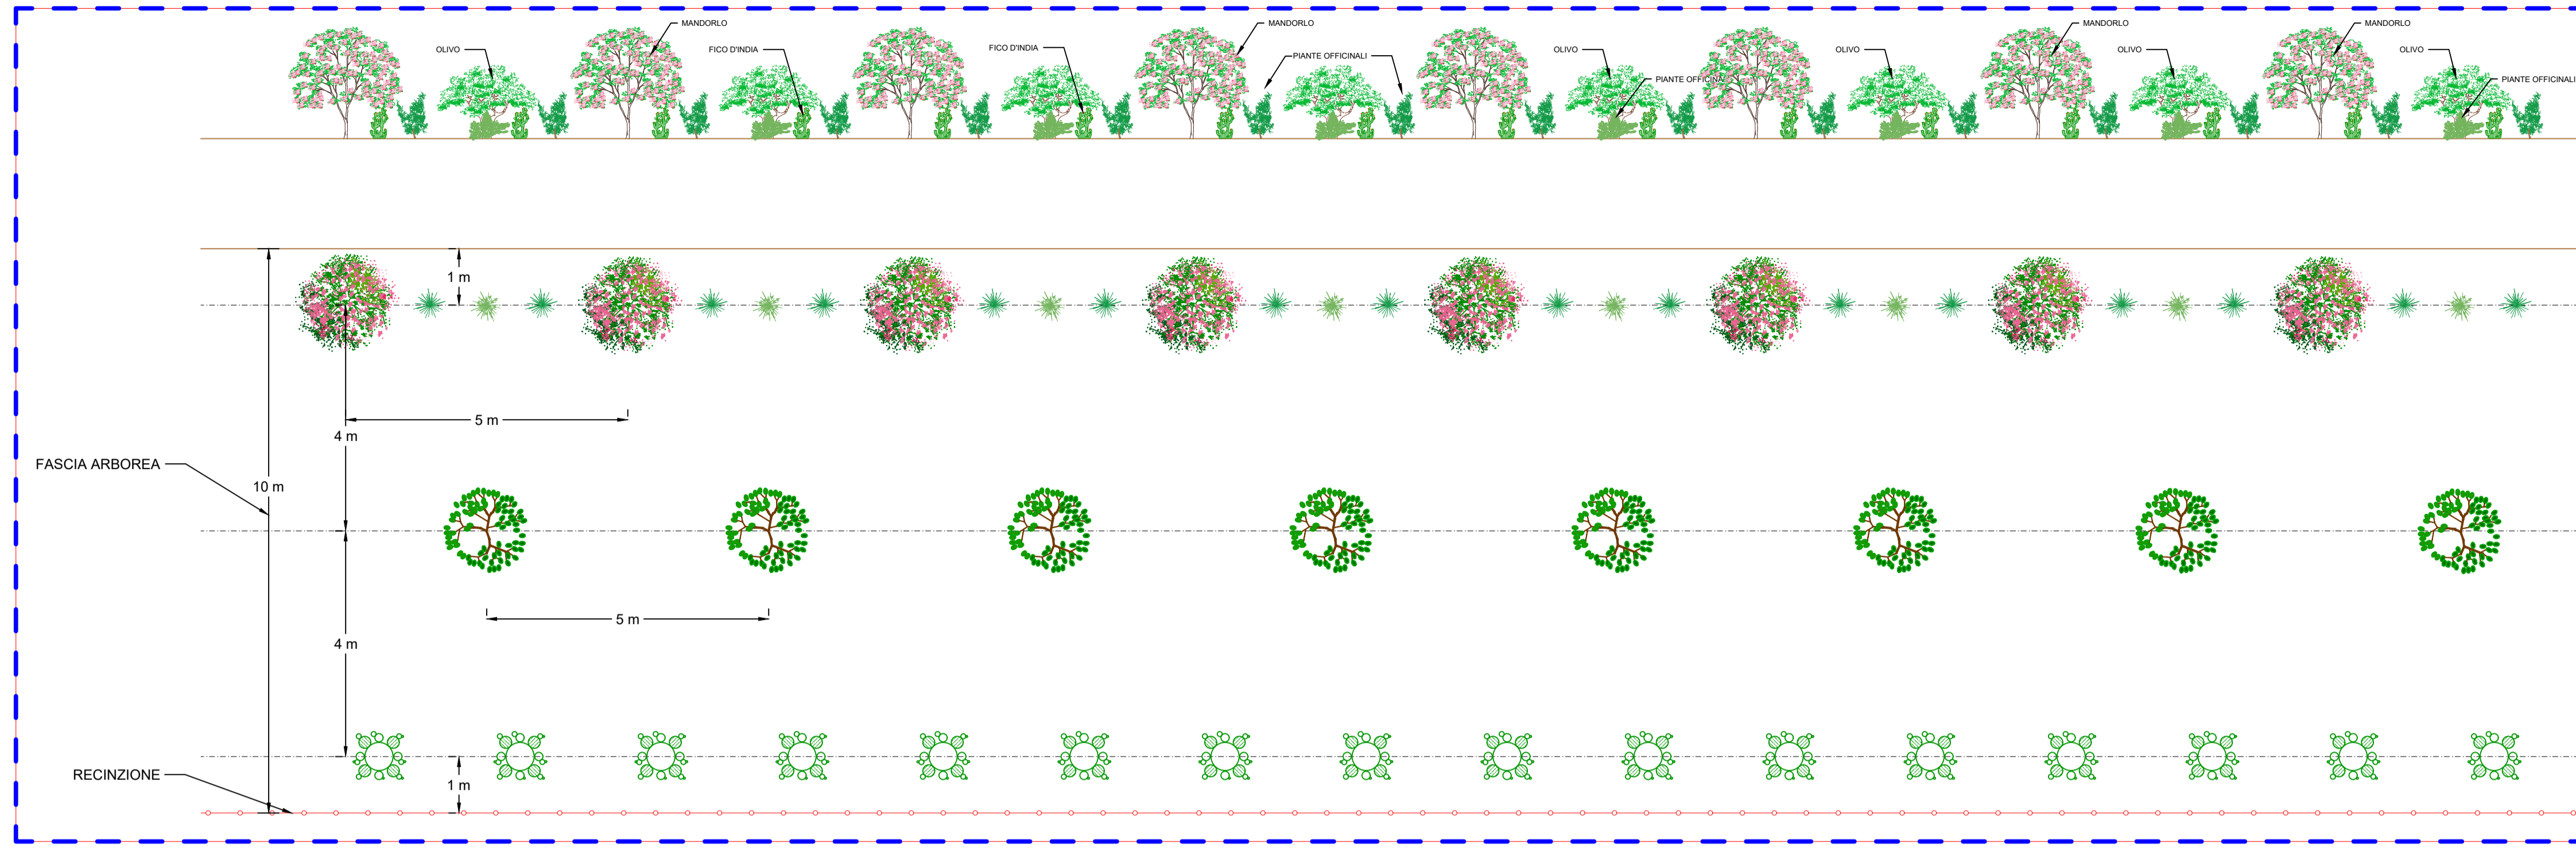 MANDORLO
MANDORLO
MANDORLO
MANDORLO
OLIVO
FICO D'INDIA
FICO D'INDIA
PIANTE OFFICINALI
OLIVO
OLIVO
OLIVO
OLIVO
PIANTE OFFICINALI
PIANTE OFFICINALI
1 m
5 m
4 m
FASCIA ARBOREA
10 m
5 m
4 m
RECINZIONE
1 m